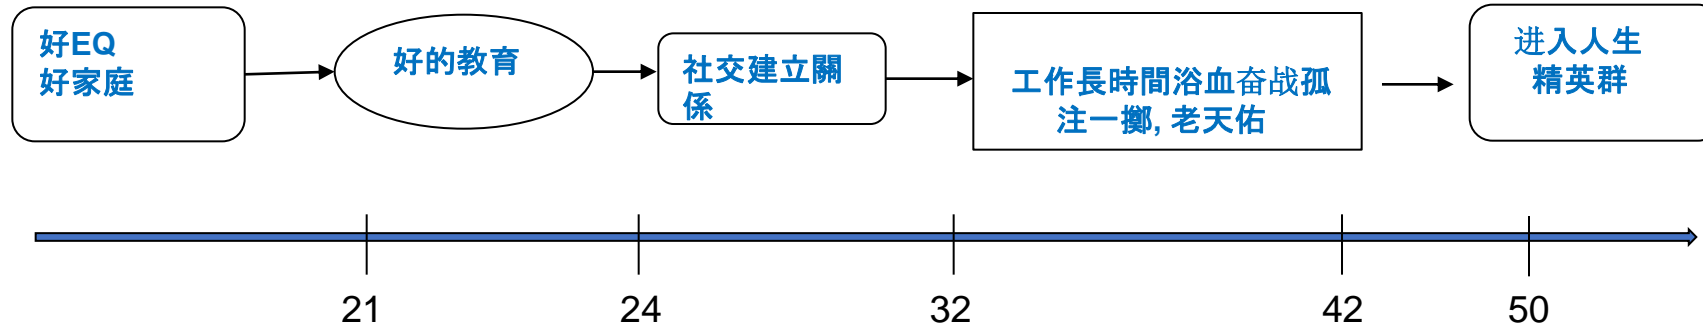 好EQ
好家庭
好的教育
社交建立關
係
工作長時間浴血奋战孤
注一擲, 老天佑
进入人生
精英群
21
24
32
42
50